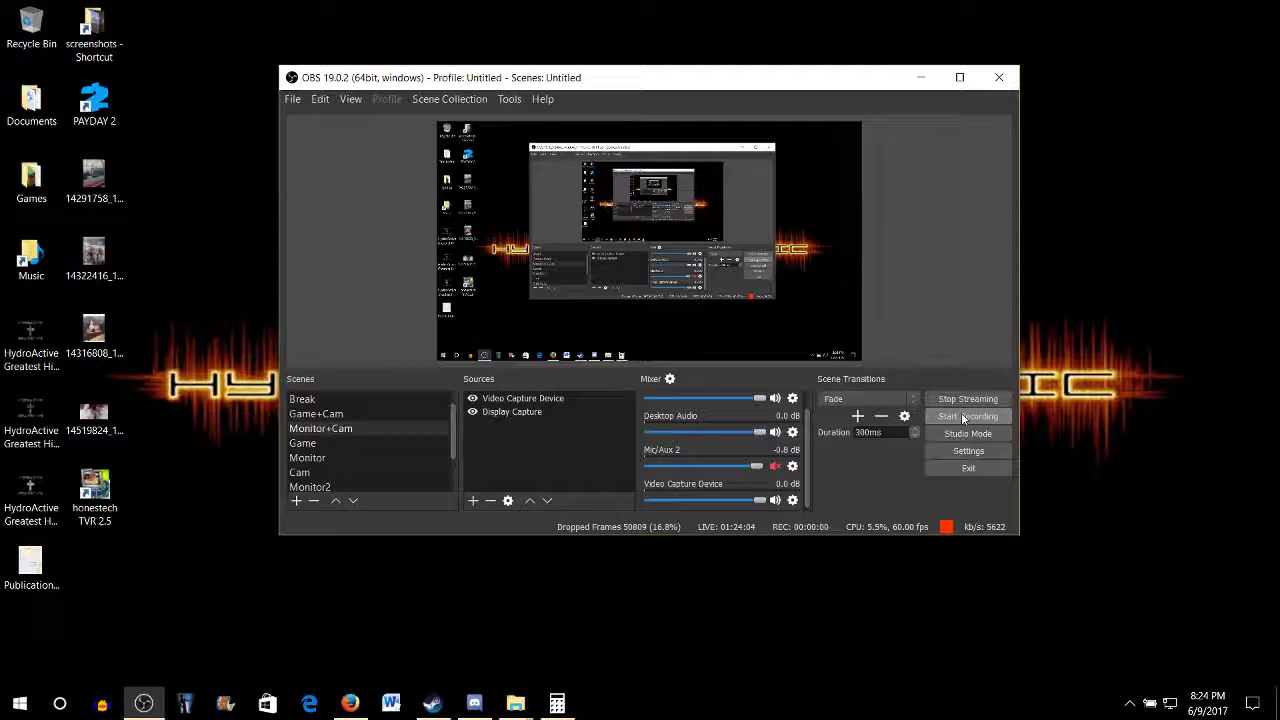 Recycle Bin
screenshots -
Shortcut
Documents
PAYDAY 2
Games
14291758_1...
Music
14322416_1...
HydroActive
Greatest Hi...
14316808_1...
HydroActive
Greatest Hi...
14519824_1...
HydroActive
Greatest Hi...
honestech
TVR 2.5
Publication...
OBS 19.0.2 (64bit, windows) - Profile: Untitled - Scenes: Untitled
File Edit View Profile Scene Collection Tools Help
Scenes
Break
Game+Cam
Monitor+Cam
Game
Monitor
Cam
Monitor2
Sources
Video Capture Device
Display Capture
Mixer
Desktop Audio 0.0 dB
Mic/Aux 2 -0.8 dB
Video Capture Device 0.0 dB
Scene Transitions
Fade
Duration 300ms
Stop Streaming
Start Recording
Studio Mode
Settings
Exit
Dropped Frames 50809 (16.8%) LIVE: 01:24:04 REC: 00:00:00 CPU: 5.5%, 60.00 fps kb/s: 5622
HY
IC
8:24 PM
6/9/2017